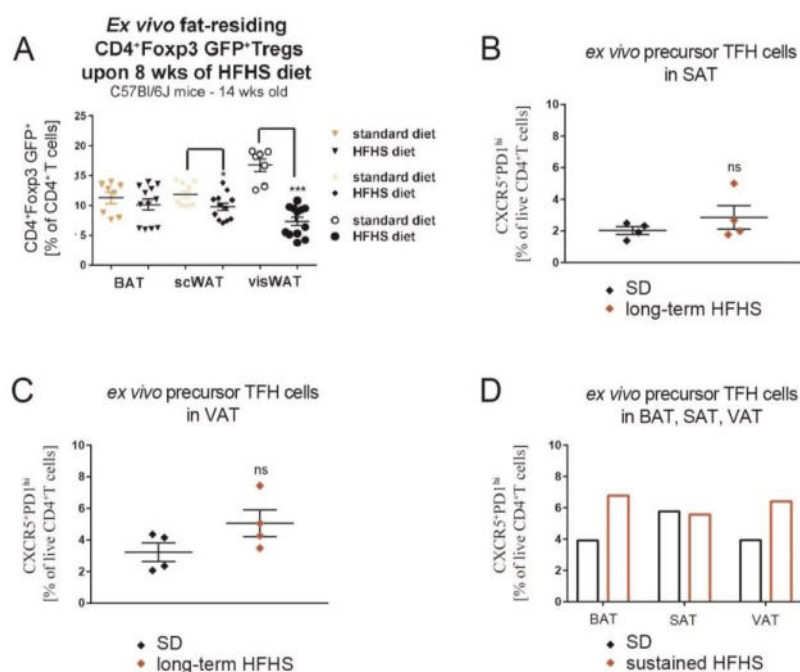 A
Ex vivo fat-residing
CD4⁺Foxp3 GFP⁺Tregs
upon 8 wks of HFHS diet
C57Bl/6J mice - 14 wks old
CD4⁺Foxp3 GFP⁺
[% of CD4⁺ T cells]
25
20
15
10
5
0
*
***
BAT scWAT visWAT
standard diet
HFHS diet
standard diet
HFHS diet
standard diet
HFHS diet
B
ex vivo precursor TFH cells
in SAT
CXCR5⁺PD1ʰⁱ
[% of live CD4⁺T cells]
10
8
6
4
2
0
ns
SD
long-term HFHS
C
ex vivo precursor TFH cells
in VAT
CXCR5⁺PD1ʰⁱ
[% of live CD4⁺T cells]
10
8
6
4
2
0
ns
SD
long-term HFHS
D
ex vivo precursor TFH cells
in BAT, SAT, VAT
CXCR5⁺PD1ʰⁱ
[% of live CD4⁺T cells]
10
8
6
4
2
0
BAT SAT VAT
SD
sustained HFHS